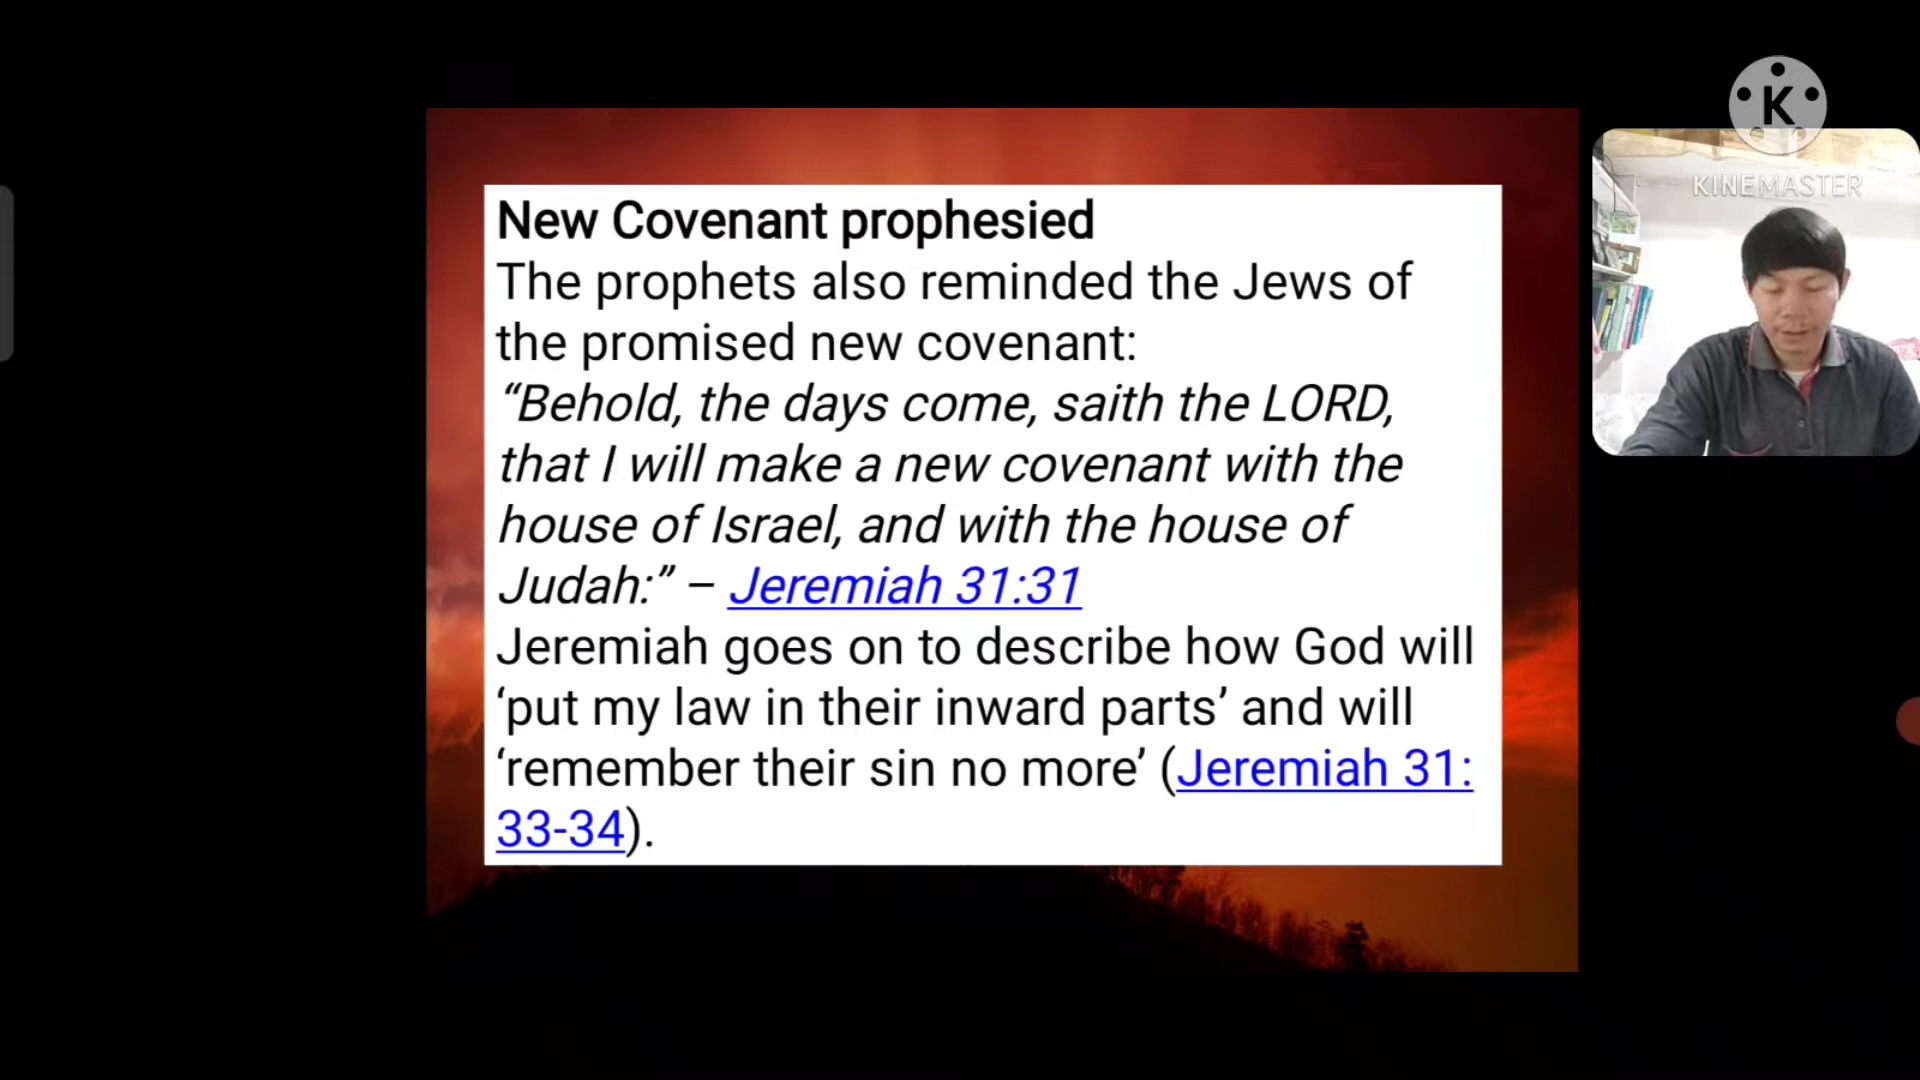 K
KINEMASTER
New Covenant prophesied
The prophets also reminded the Jews of
the promised new covenant:
“Behold, the days come, saith the LORD,
that I will make a new covenant with the
house of Israel, and with the house of
Judah:” – Jeremiah 31:31
Jeremiah goes on to describe how God will
‘put my law in their inward parts’ and will
‘remember their sin no more’ (Jeremiah 31:
33-34).